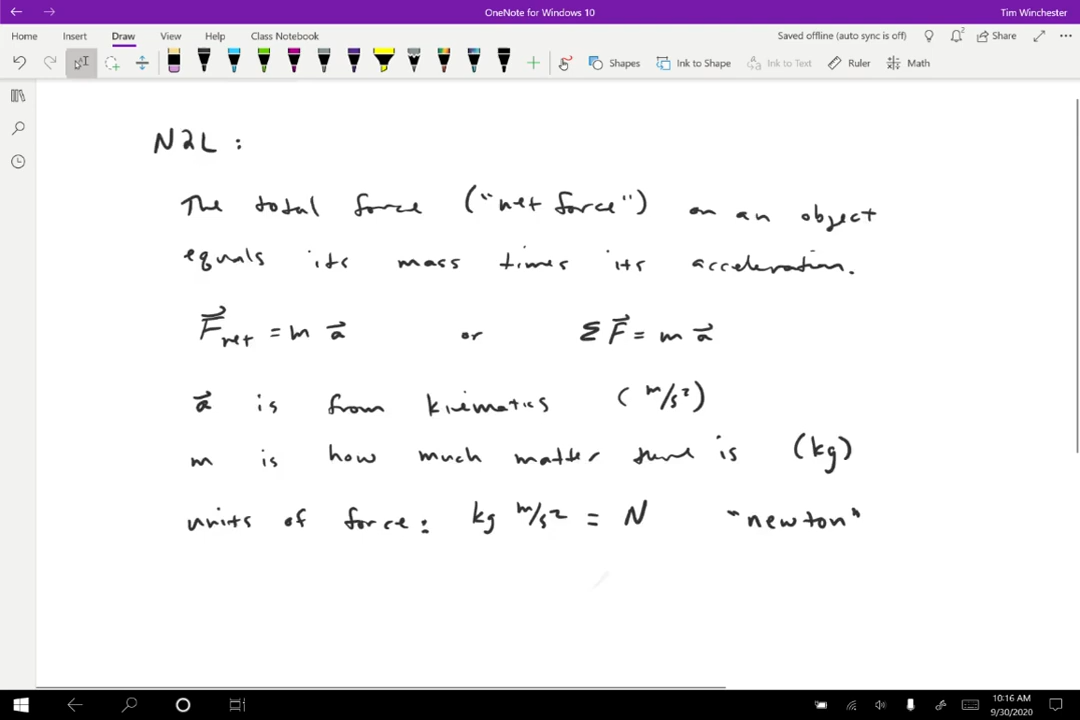 OneNote for Windows 10
Tim Winchester
Home Insert Draw View Help Class Notebook
Saved offline (auto sync is off) 2 Share
Shapes Ink to Shape Ink to Text Ruler Math
N2L :
The total force ("net force") on an object
equals its mass times its acceleration.
F⃗net = m a⃗ or Σ F⃗ = m a⃗
a⃗ is from kinematics ( m/s²)
m is how much matter there is (kg)
units of force: kg m/s² = N "newton"
10:16 AM
9/30/2020